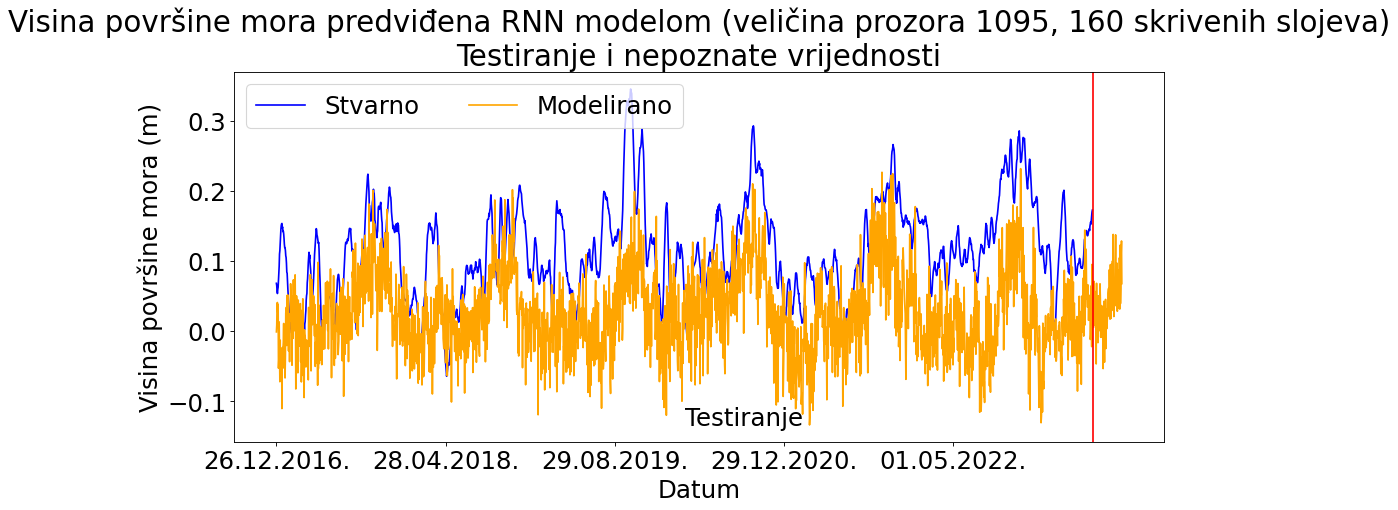 Visina površine mora predviđena RNN modelom (veličina prozora 1095, 160 skrivenih slojeva)
Testiranje i nepoznate vrijednosti
Stvarno Modelirano
Visina površine mora (m)
0.3
0.2
0.1
0.0
−0.1
Testiranje
26.12.2016. 28.04.2018. 29.08.2019. 29.12.2020. 01.05.2022.
Datum